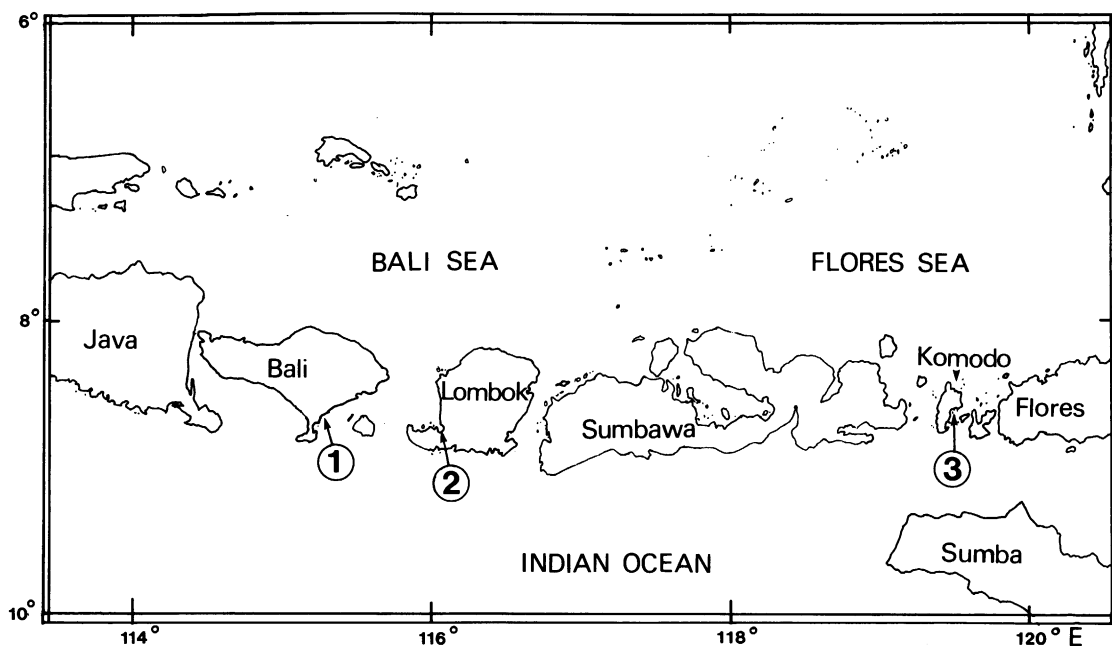 6°
BALI SEA
FLORES SEA
8°
Java
Bali
Lombok
Sumbawa
Komodo
Flores
1
2
3
INDIAN OCEAN
Sumba
10°
114°
116°
118°
120° E